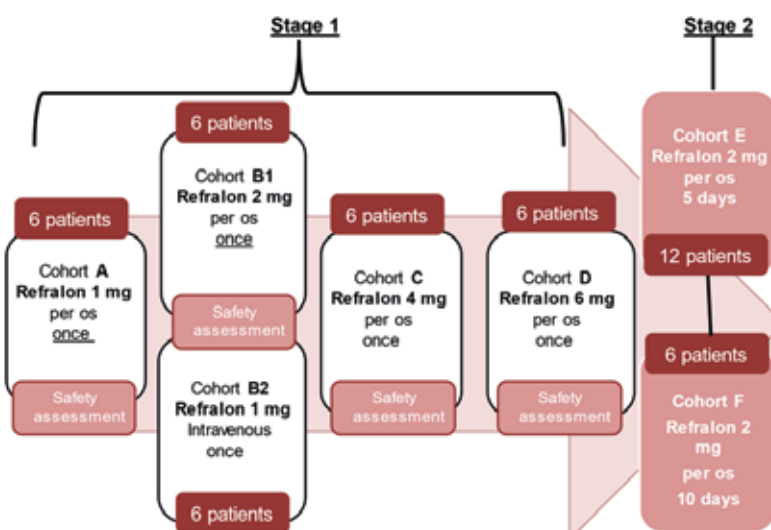 Stage 1
Stage 2
6 patients
Cohort A
Refralon 1 mg
per os
once
Safety
assessment
6 patients
Cohort B1
Refralon 2 mg
per os
once
Safety
assessment
Cohort B2
Refralon 1 mg
Intravenous
once
6 patients
6 patients
Cohort C
Refralon 4 mg
per os
once
Safety
assessment
6 patients
Cohort D
Refralon 6 mg
per os
once
Safety
assessment
Cohort E
Refralon 2 mg
per os
5 days
12 patients
6 patients
Cohort F
Refralon 2
mg
per os
10 days